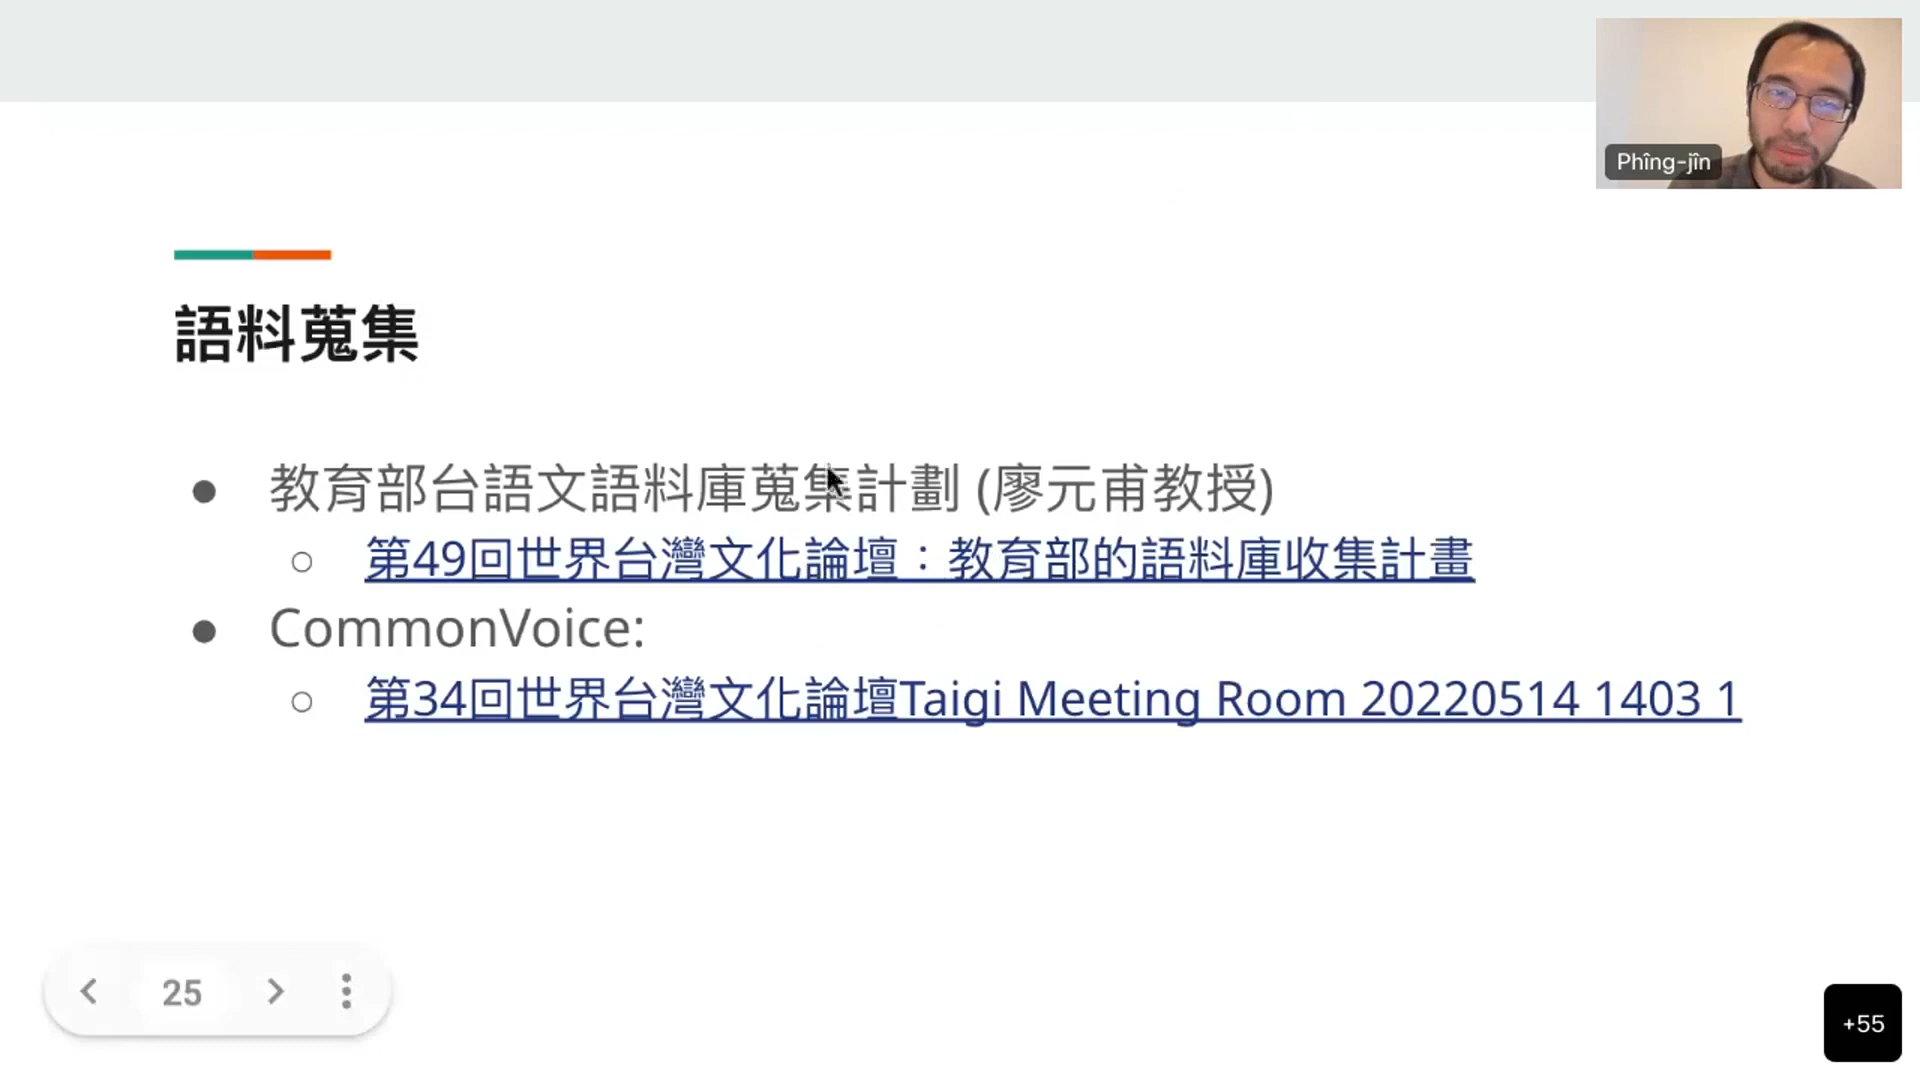 Phîng-jîn
語料蒐集
教育部台語文語料庫蒐集計劃 (廖元甫教授)
第49回世界台灣文化論壇：教育部的語料庫收集計畫
CommonVoice:
第34回世界台灣文化論壇Taigi Meeting Room 20220514 1403 1
25
+55